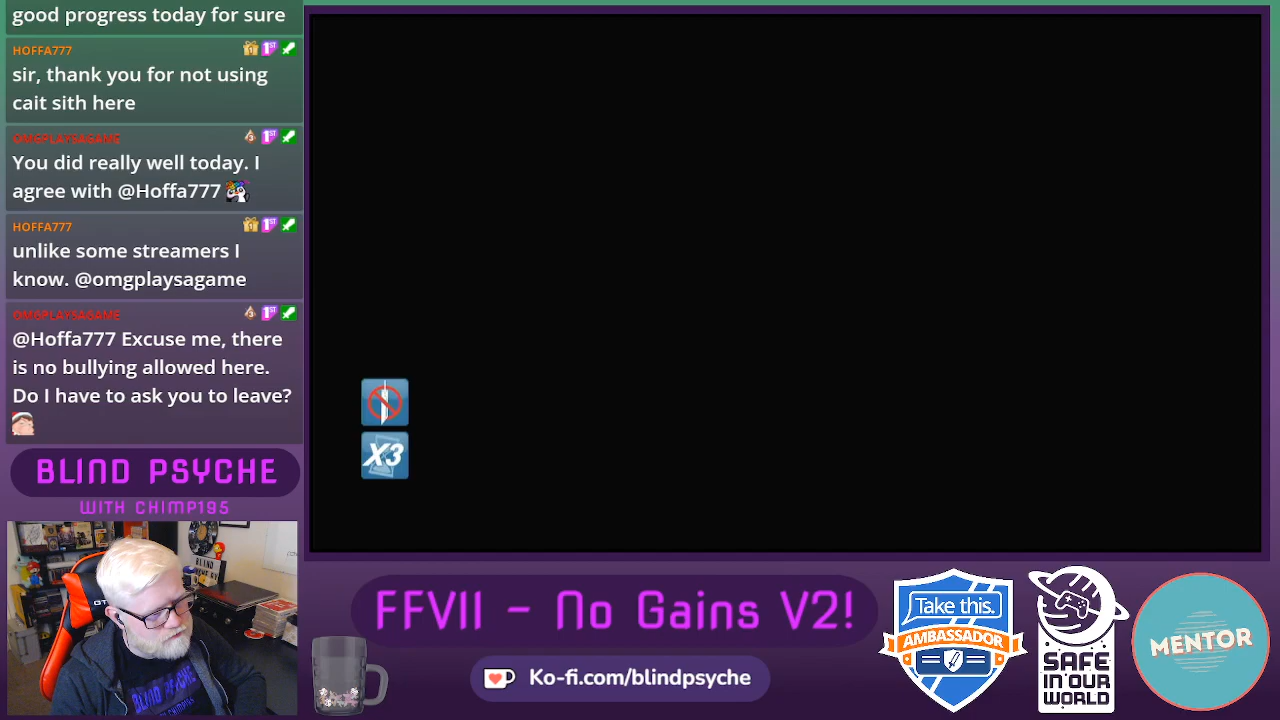 good progress today for sure
HOFFA777
sir, thank you for not using
cait sith here
OMGPLAYSAGAME
You did really well today. I
agree with @Hoffa777
HOFFA777
unlike some streamers I
know. @omgplaysagame
OMGPLAYSAGAME
@Hoffa777 Excuse me, there
is no bullying allowed here.
Do I have to ask you to leave?
BLIND PSYCHE
WITH CHIMP195
X3
BLIND PSYCHE
FFVII - No Gains V2!
Ko-fi.com/blindpsyche
Take this.
AMBASSADOR
SAFE
IN OUR
WORLD
MENTOR